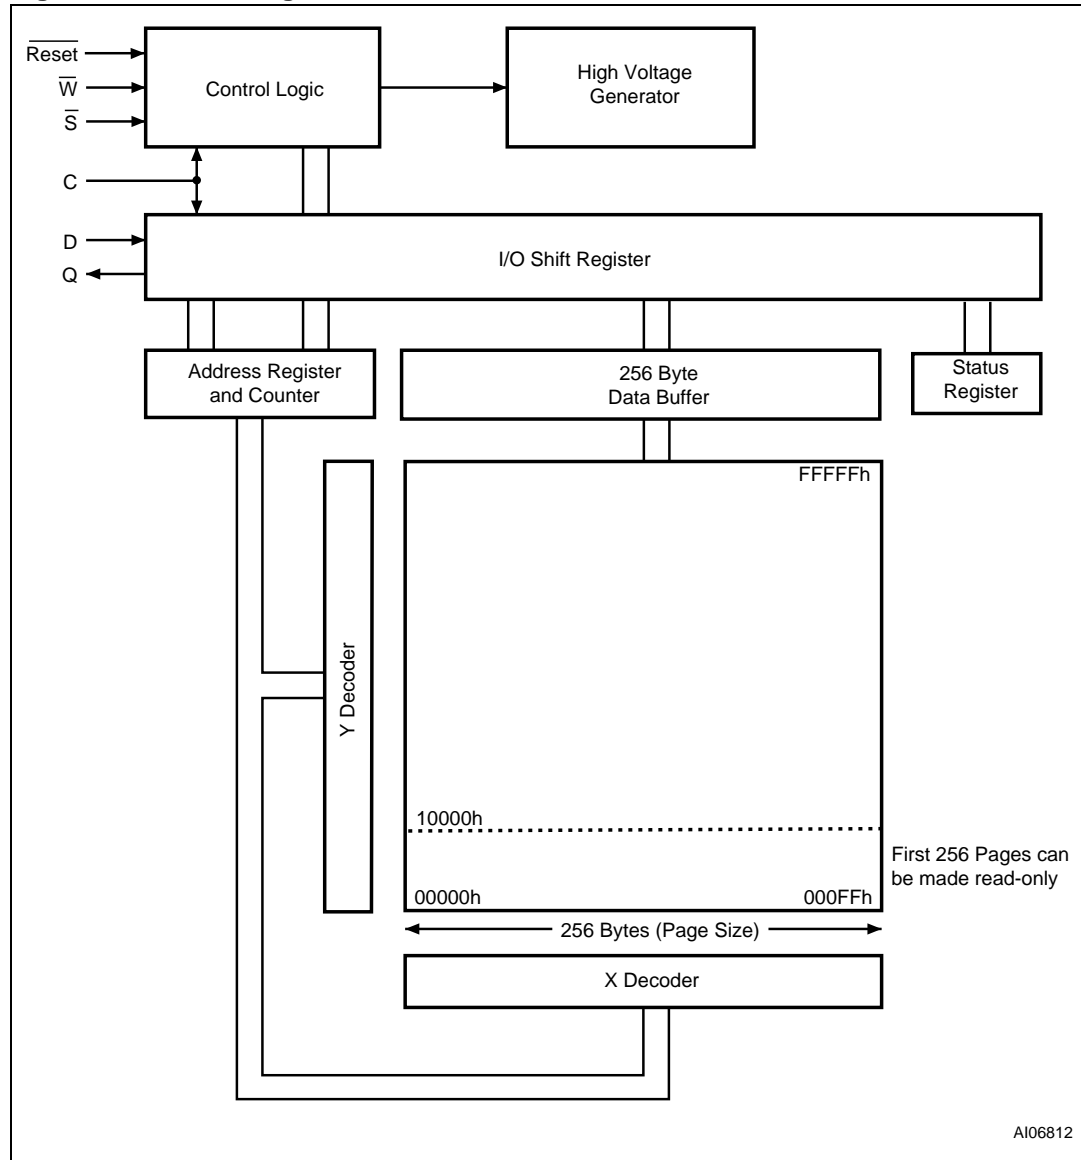 Reset
W
S
C
D
Q
Control Logic
High Voltage
Generator
I/O Shift Register
Address Register
and Counter
256 Byte
Data Buffer
Status
Register
FFFFFh
Y Decoder
10000h
First 256 Pages can
be made read-only
00000h
000FFh
256 Bytes (Page Size)
X Decoder
AI06812